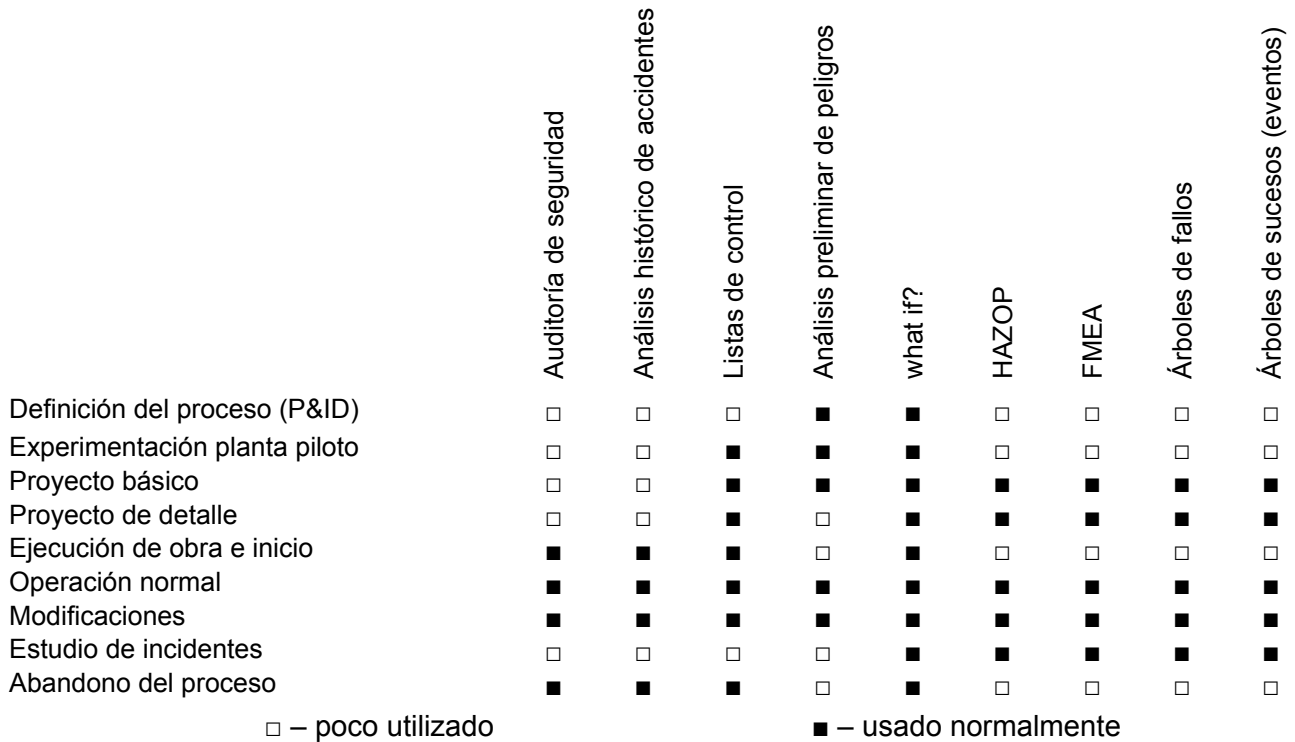 Auditoría de seguridad
Análisis histórico de accidentes
Listas de control
Análisis preliminar de peligros
what if?
HAZOP
FMEA
Árboles de fallos
Árboles de sucesos (eventos)
Definición del proceso (P&ID) □ □ □ ■ ■ □ □ □ □
Experimentación planta piloto □ □ ■ ■ ■ □ □ □ □
Proyecto básico □ □ ■ ■ ■ ■ ■ ■ ■
Proyecto de detalle □ □ ■ □ ■ ■ ■ ■ ■
Ejecución de obra e inicio ■ ■ ■ □ ■ □ □ □ □
Operación normal ■ ■ ■ ■ ■ ■ ■ ■ ■
Modificaciones ■ ■ ■ ■ ■ ■ ■ ■ ■
Estudio de incidentes □ □ □ □ ■ ■ ■ ■ ■
Abandono del proceso ■ ■ ■ □ ■ □ □ □ □
□ – poco utilizado ■ – usado normalmente